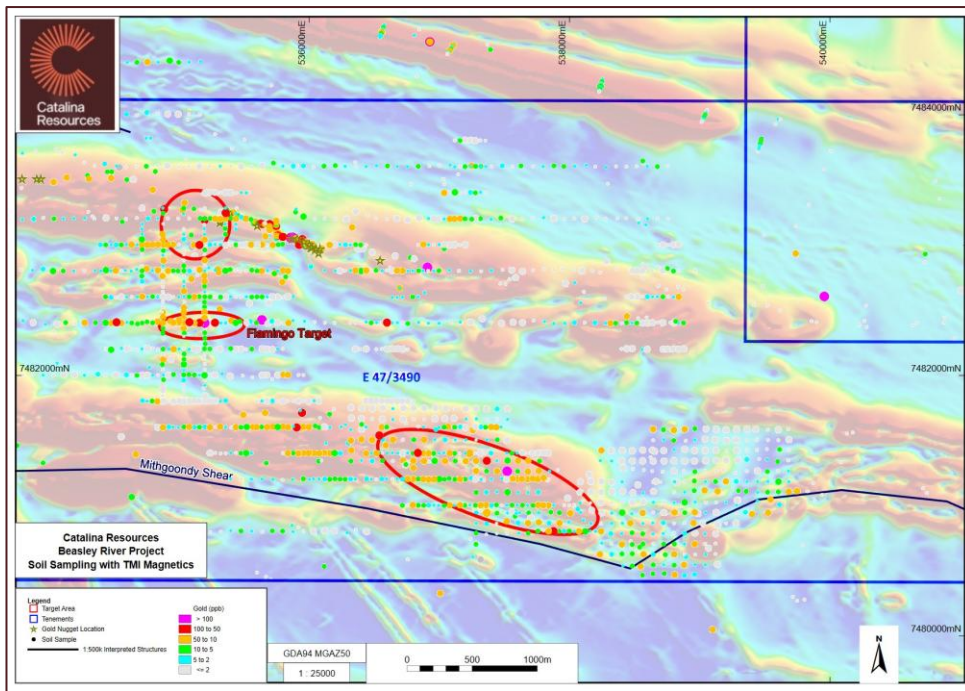 Catalina
Resources
536000mE
538000mE
540000mE
7484000mN
Flamingo Target
7482000mN
E 47/3490
Mithgoondy Shear
Catalina Resources
Beasley River Project
Soil Sampling with TMI Magnetics
7480000mN
Legend
Target Area
Tenements
Gold Nugget Location
Soil Sample
1:500k Interpreted Structures
Gold (ppb)
> 100
100 to 50
50 to 10
10 to 5
5 to 2
<= 2
GDA94 MGAZ50
1 : 25000
0 500 1000m
N